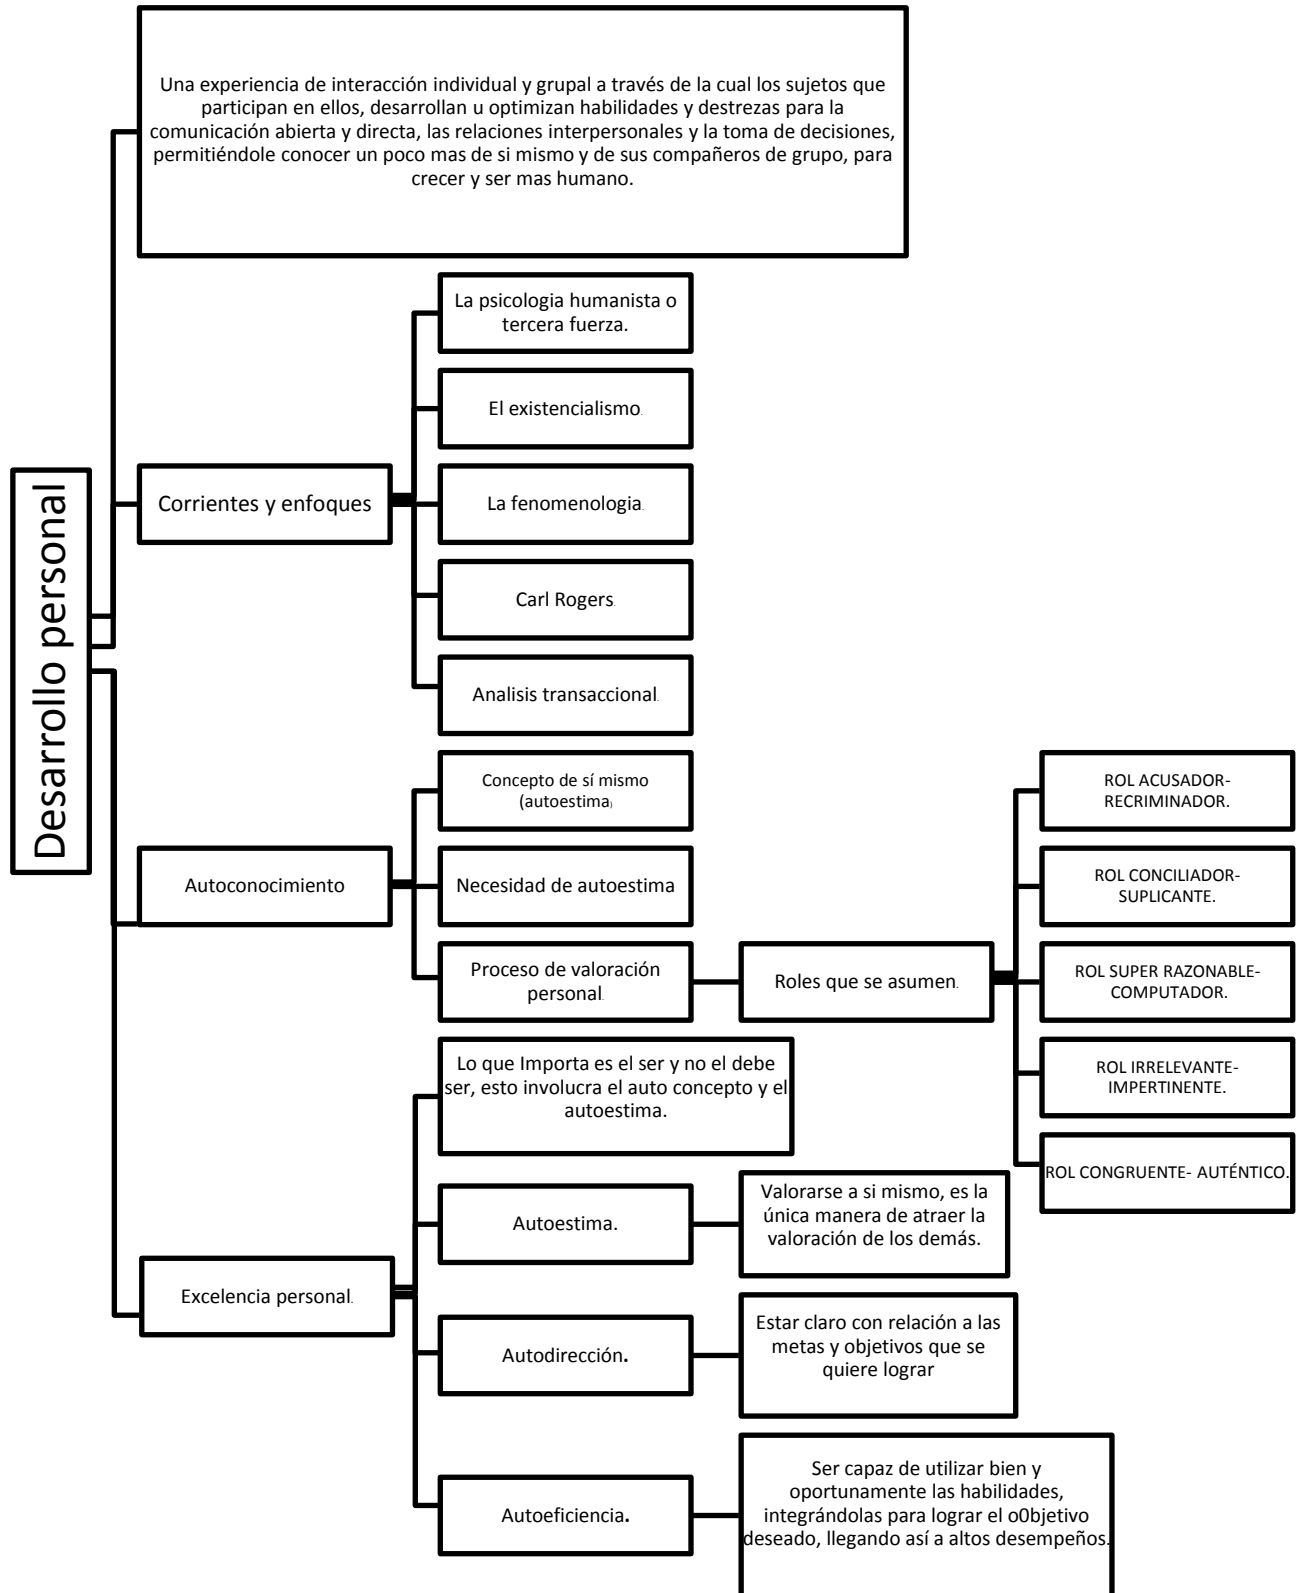 Desarrollo personal
Una experiencia de interacción individual y grupal a través de la cual los sujetos que
participan en ellos, desarrollan u optimizan habilidades y destrezas para la
comunicación abierta y directa, las relaciones interpersonales y la toma de decisiones,
permitiéndole conocer un poco mas de si mismo y de sus compañeros de grupo, para
crecer y ser mas humano.
Corrientes y enfoques
La psicologia humanista o
tercera fuerza.
El existencialismo.
La fenomenologia.
Carl Rogers.
Analisis transaccional.
Autoconocimiento
Concepto de sí mismo
(autoestima)
Necesidad de autoestima
Proceso de valoración
personal.
Roles que se asumen.
ROL ACUSADOR-
RECRIMINADOR.
ROL CONCILIADOR-
SUPLICANTE.
ROL SUPER RAZONABLE-
COMPUTADOR.
ROL IRRELEVANTE-
IMPERTINENTE.
ROL CONGRUENTE- AUTÉNTICO.
Excelencia personal.
Lo que Importa es el ser y no el debe
ser, esto involucra el auto concepto y el
autoestima.
Autoestima.
Valorarse a si mismo, es la
única manera de atraer la
valoración de los demás.
Autodirección.
Estar claro con relación a las
metas y objetivos que se
quiere lograr
Autoeficiencia.
Ser capaz de utilizar bien y
oportunamente las habilidades,
integrándolas para lograr el o0bjetivo
deseado, llegando así a altos desempeños.